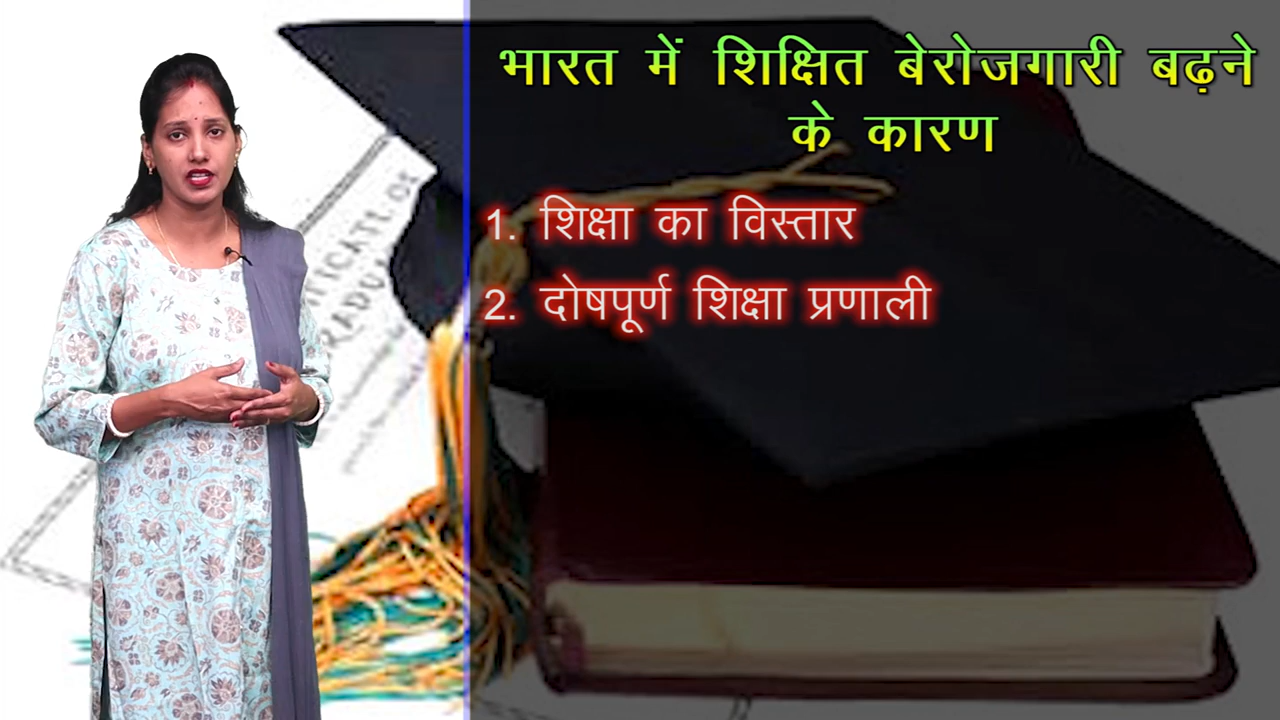 भारत में शिक्षित बेरोजगारी बढ़ने
के कारण
1. शिक्षा का विस्तार
2. दोषपूर्ण शिक्षा प्रणाली